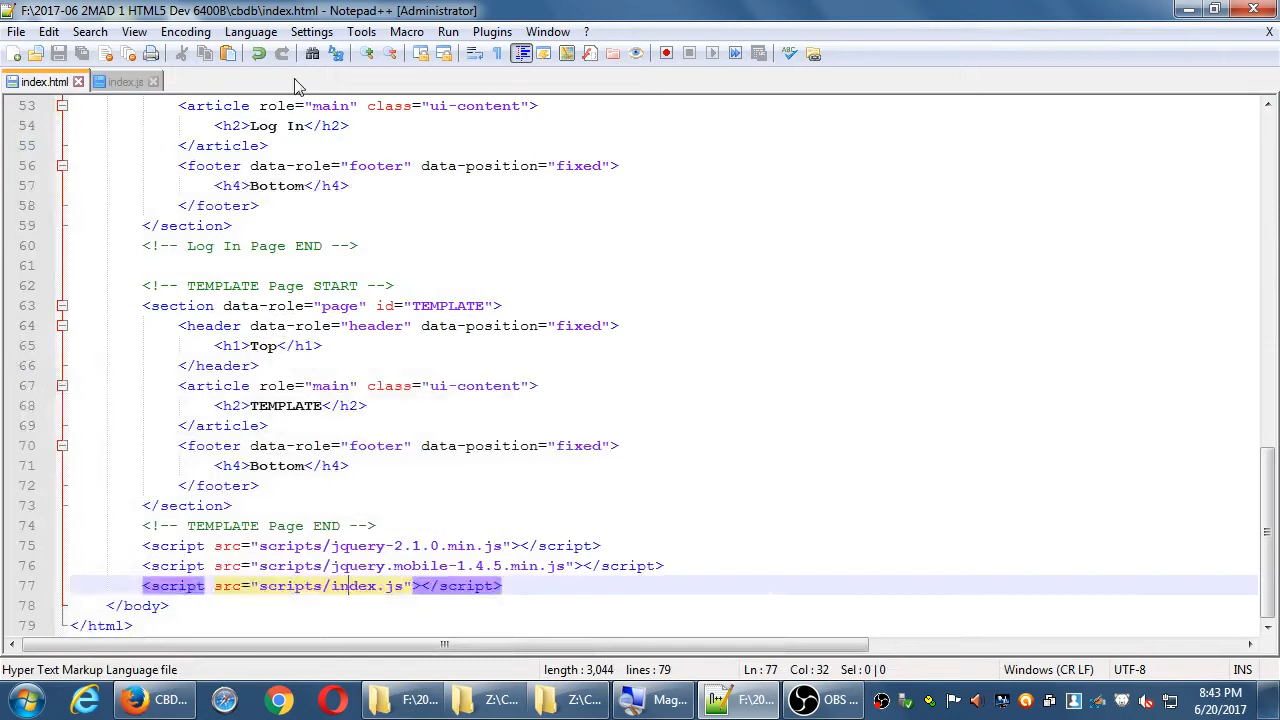 F:\2017-06 2MAD 1 HTML5 Dev 6400B\cbdb\index.html - Notepad++ [Administrator]
File Edit Search View Encoding Language Settings Tools Macro Run Plugins Window ? X
index.html index.js
53 <article role="main" class="ui-content">
54 <h2>Log In</h2>
55 </article>
56 <footer data-role="footer" data-position="fixed">
57 <h4>Bottom</h4>
58 </footer>
59 </section>
60 <!-- Log In Page END -->
61
62 <!-- TEMPLATE Page START -->
63 <section data-role="page" id="TEMPLATE">
64 <header data-role="header" data-position="fixed">
65 <h1>Top</h1>
66 </header>
67 <article role="main" class="ui-content">
68 <h2>TEMPLATE</h2>
69 </article>
70 <footer data-role="footer" data-position="fixed">
71 <h4>Bottom</h4>
72 </footer>
73 </section>
74 <!-- TEMPLATE Page END -->
75 <script src="scripts/jquery-2.1.0.min.js"></script>
76 <script src="scripts/jquery.mobile-1.4.5.min.js"></script>
77 <script src="scripts/index.js"></script>
78 </body>
79 </html>
Hyper Text Markup Language file length : 3,044 lines : 79 Ln : 77 Col : 32 Sel : 0 | 0 Windows (CR LF) UTF-8 INS
CBD... F:\20... Z:\C... Z:\C... Mag... F:\20... OBS ... 8:43 PM
6/20/2017